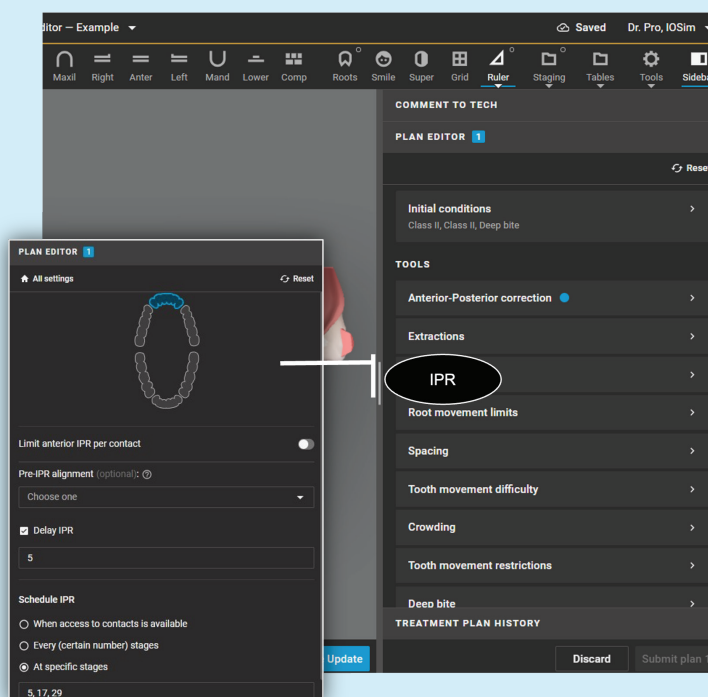 ditor — Example
Saved
Dr. Pro, IOSim
Maxil Right Anter Left Mand Lower Comp Roots Smile Super Grid Ruler Staging Tables Tools Sideba
COMMENT TO TECH
PLAN EDITOR 1
Rese
Initial conditions
Class II, Class II, Deep bite
TOOLS
Anterior-Posterior correction
Extractions
IPR
Root movement limits
Spacing
Tooth movement difficulty
Crowding
Tooth movement restrictions
Deep bite
TREATMENT PLAN HISTORY
Discard Submit plan 1
PLAN EDITOR 1
All settings Reset
Limit anterior IPR per contact
Pre-IPR alignment (optional):
Choose one
Delay IPR
5
Schedule IPR
When access to contacts is available
Every (certain number) stages
At specific stages
5, 17, 29
Update